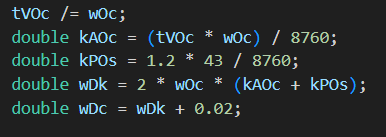 tVOc /= wOc;
double kAOc = (tVOc * wOc) / 8760;
double kPOs = 1.2 * 43 / 8760;
double wDk = 2 * wOc * (kAOc + kPOs);
double wDc = wDk + 0.02;